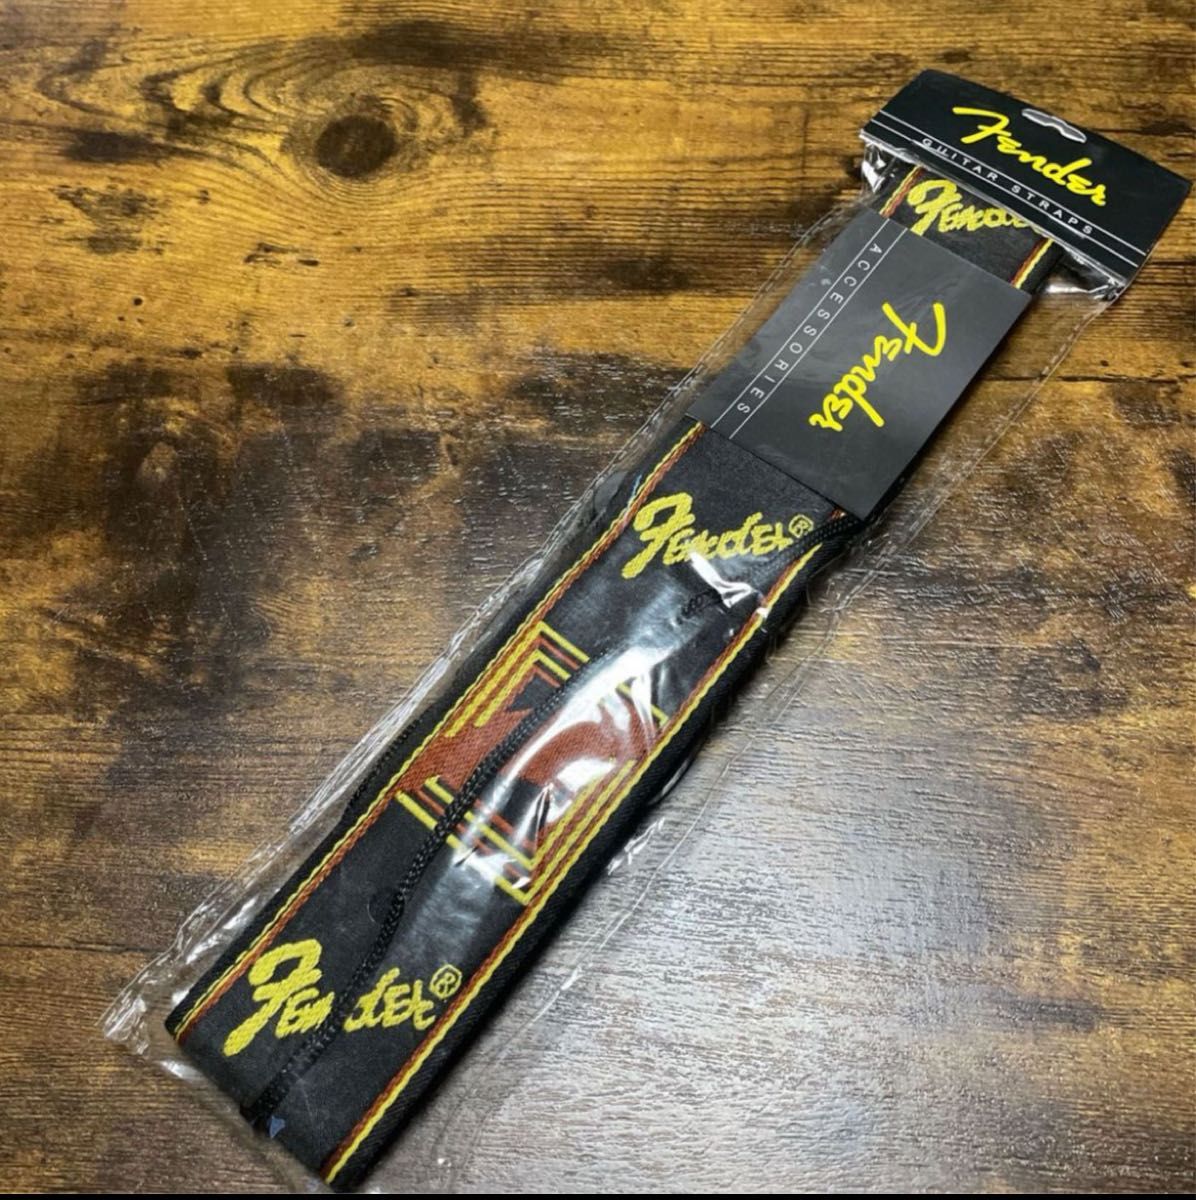 Fender
GUITAR STRAPS
Fender
ACCESSORIES
Fender
Fender®
Fender®